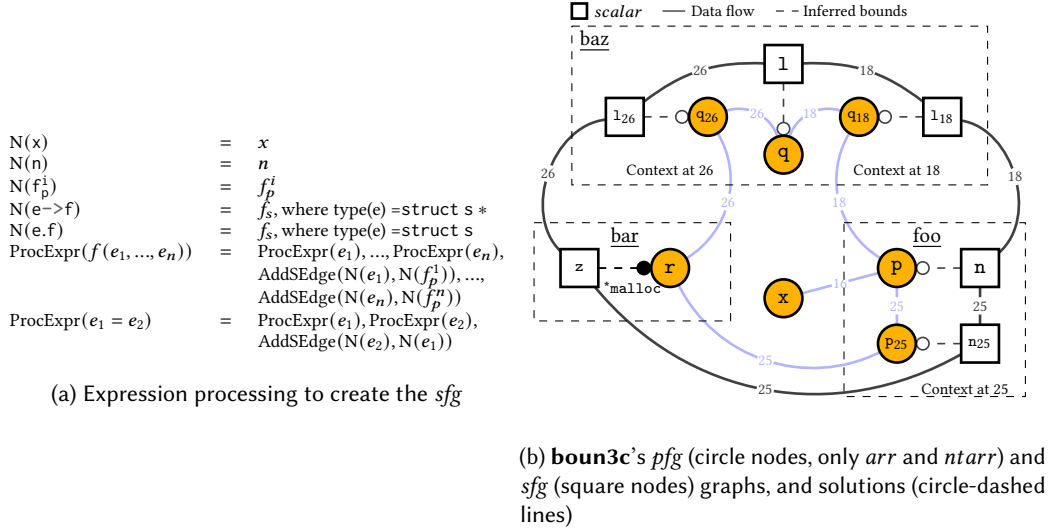 N(x) = x
N(n) = n
N(f_p^i) = f_p^i
N(e->f) = f_s, where type(e) =struct s *
N(e.f) = f_s, where type(e) =struct s
ProcExpr(f(e_1, ..., e_n)) = ProcExpr(e_1), ..., ProcExpr(e_n),
AddSEdge(N(e_1), N(f_p^1)), ...,
AddSEdge(N(e_n), N(f_p^n))
ProcExpr(e_1 = e_2) = ProcExpr(e_1), ProcExpr(e_2),
AddSEdge(N(e_2), N(e_1))
(a) Expression processing to create the sfg
scalar Data flow Inferred bounds
baz
l
26 18
l26 q26 26 18 q18 l18
q
Context at 26 Context at 18
26 26 18 18
bar foo
z r p n
*malloc
x 16
25 25
p25 n25
25
25
Context at 25
(b) boun3c's pfg (circle nodes, only arr and ntarr) and
sfg (square nodes) graphs, and solutions (circle-dashed
lines)